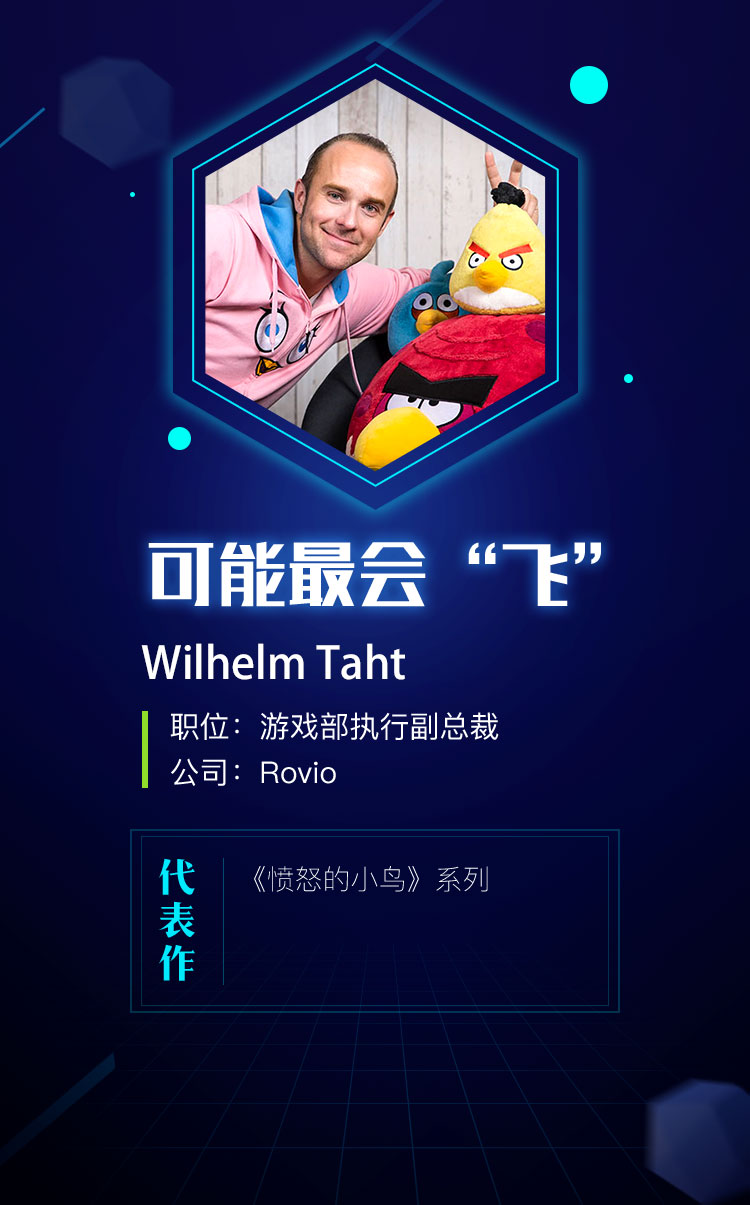 可能最会“飞”
Wilhelm Taht
职位：游戏部执行副总裁
公司：Rovio
代表作
《愤怒的小鸟》系列